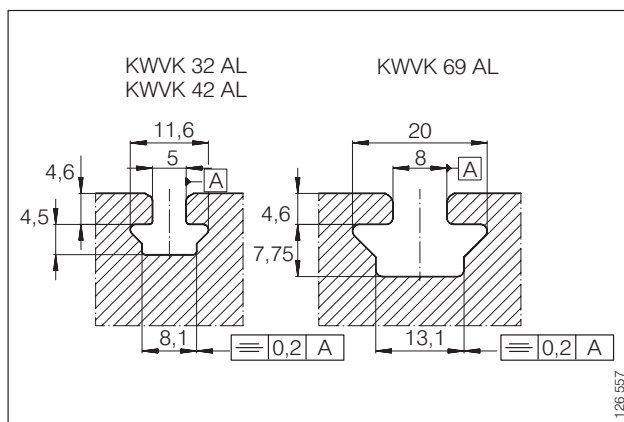 KWVK 32 AL
KWVK 42 AL
KWVK 69 AL
11,6
5
A
4,6
4,5
8,1
0,2 A
20
8
A
4,6
7,75
13,1
0,2 A
126 557